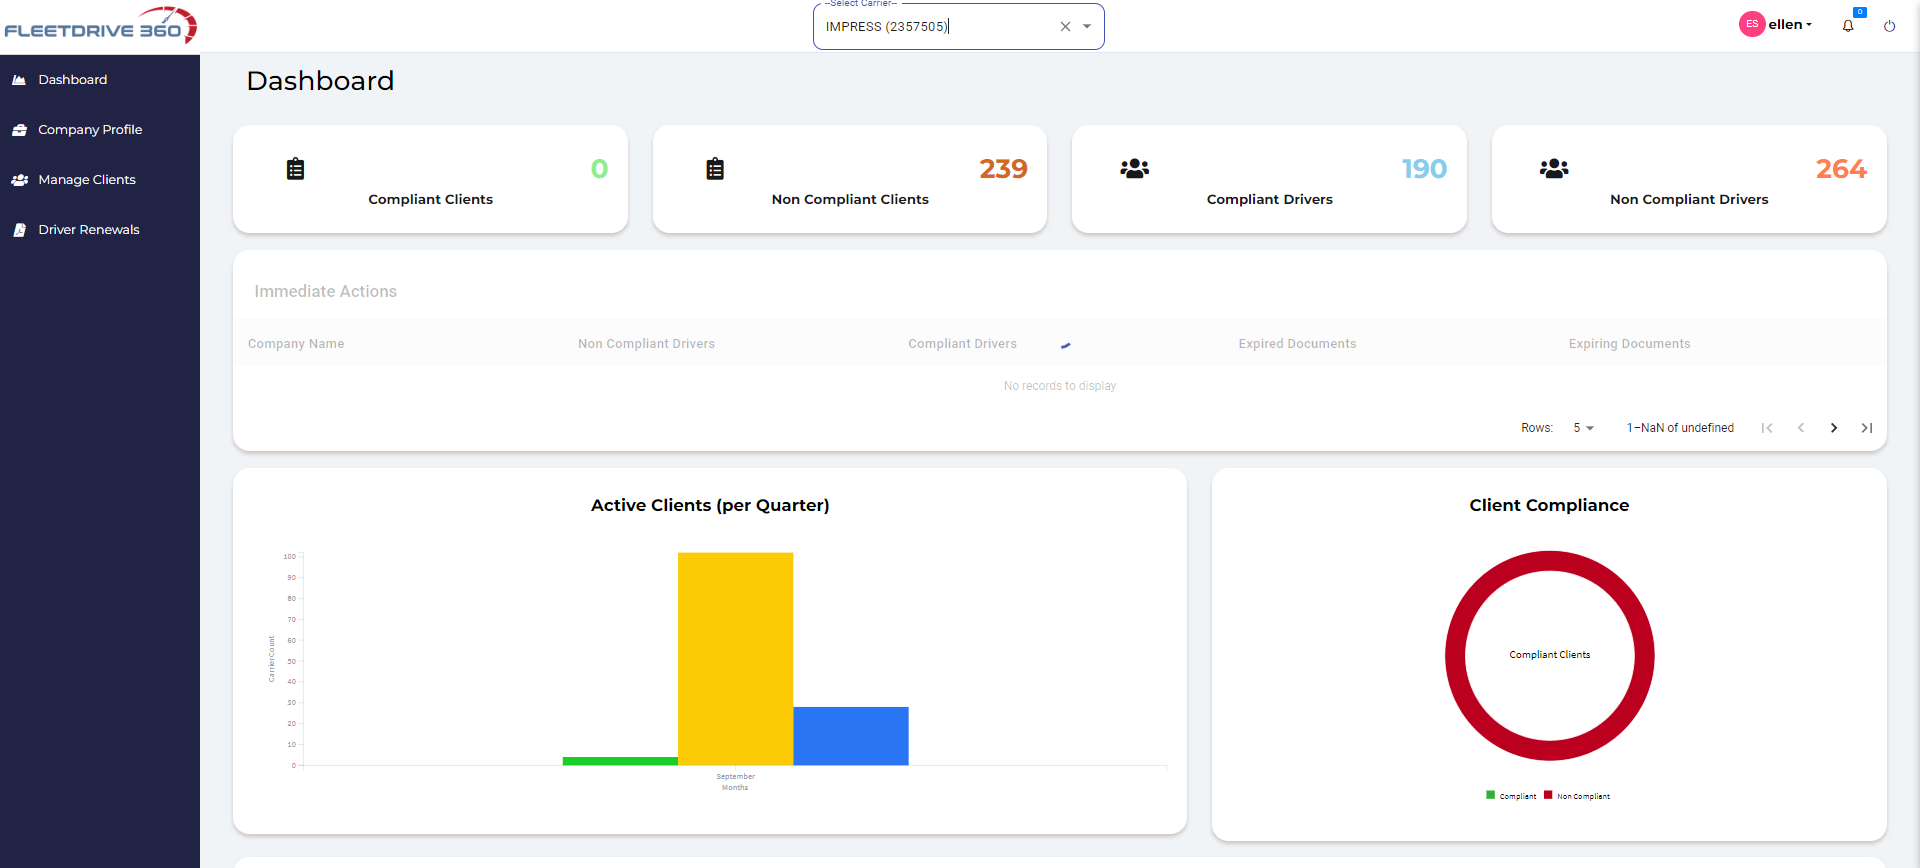 FLEETDRIVE 360
--Select Carrier--
IMPRESS (2357505)
ES ellen
0
Dashboard
Company Profile
Manage Clients
Driver Renewals
Dashboard
0
Compliant Clients
239
Non Compliant Clients
190
Compliant Drivers
264
Non Compliant Drivers
Immediate Actions
Company Name Non Compliant Drivers Compliant Drivers Expired Documents Expiring Documents
No records to display
Rows: 5 1-NaN of undefined
Active Clients (per Quarter)
100
90
80
70
60
50
40
30
20
10
0
CarrierCount
September
Months
Client Compliance
Compliant Clients
Compliant Non Compliant